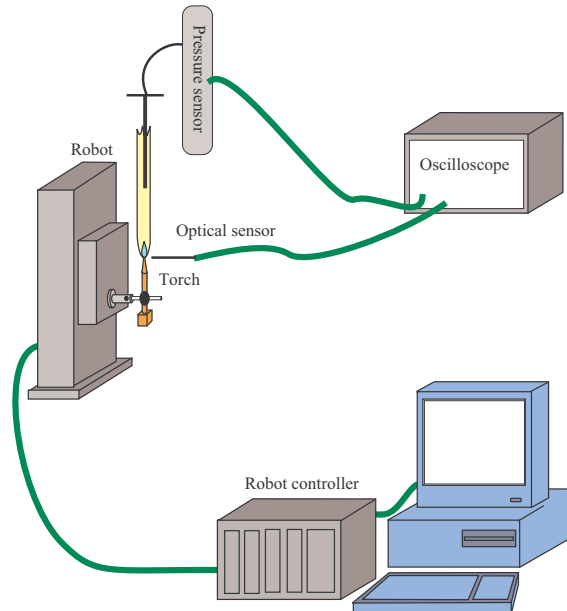 Pressure sensor
Robot
Oscilloscope
Optical sensor
Torch
Robot controller